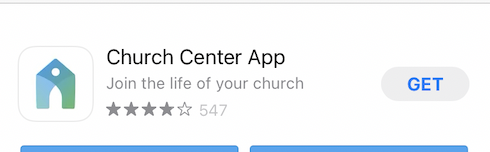 Church Center App
Join the life of your church
GET
547